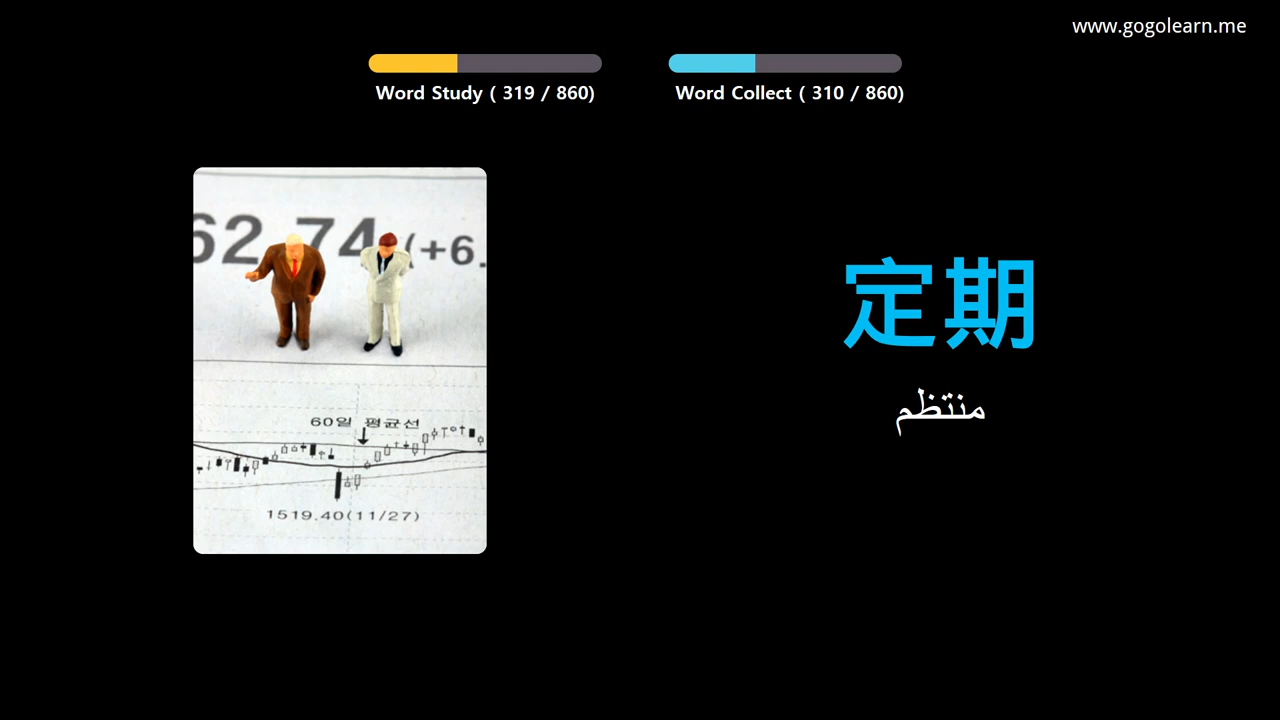 www.gogolearn.me
Word Study ( 319 / 860)
Word Collect ( 310 / 860)
62.74 (+6.
60일 평균선
1519.40(11/27)
定期
منتظم